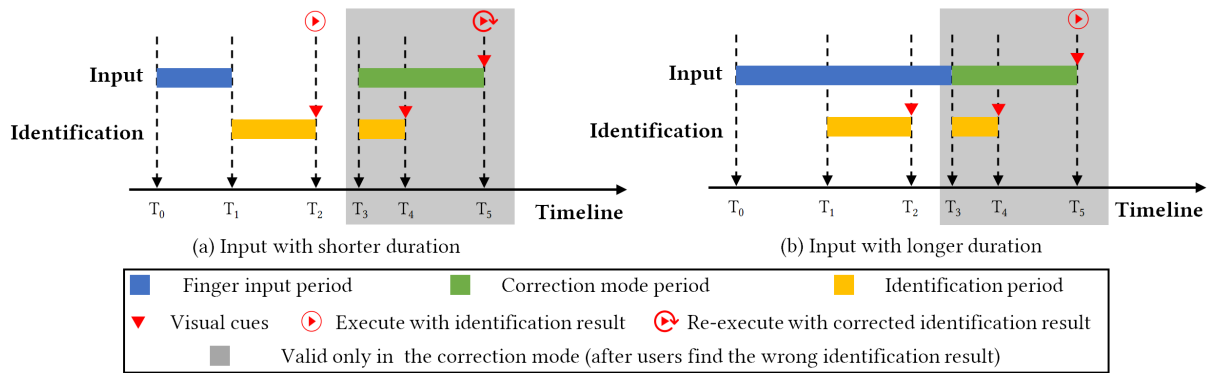 Input
Identification
T0 T1 T2 T3 T4 T5
Timeline
(a) Input with shorter duration
Input
Identification
T0 T1 T2 T3 T4 T5
Timeline
(b) Input with longer duration
Finger input period Correction mode period Identification period
Visual cues Execute with identification result Re-execute with corrected identification result
Valid only in the correction mode (after users find the wrong identification result)